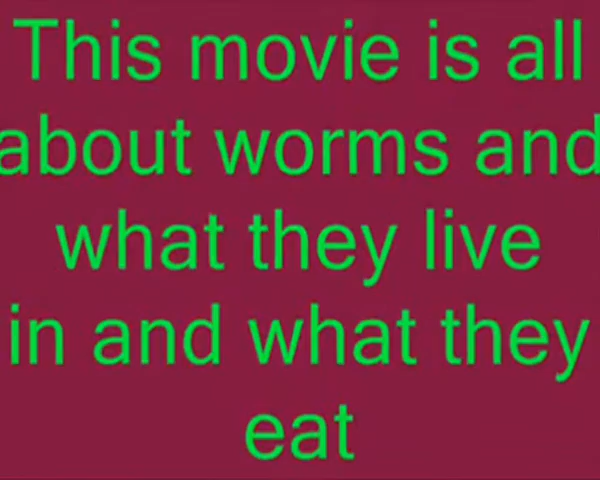 This movie is all
about worms and
what they live
in and what they
eat